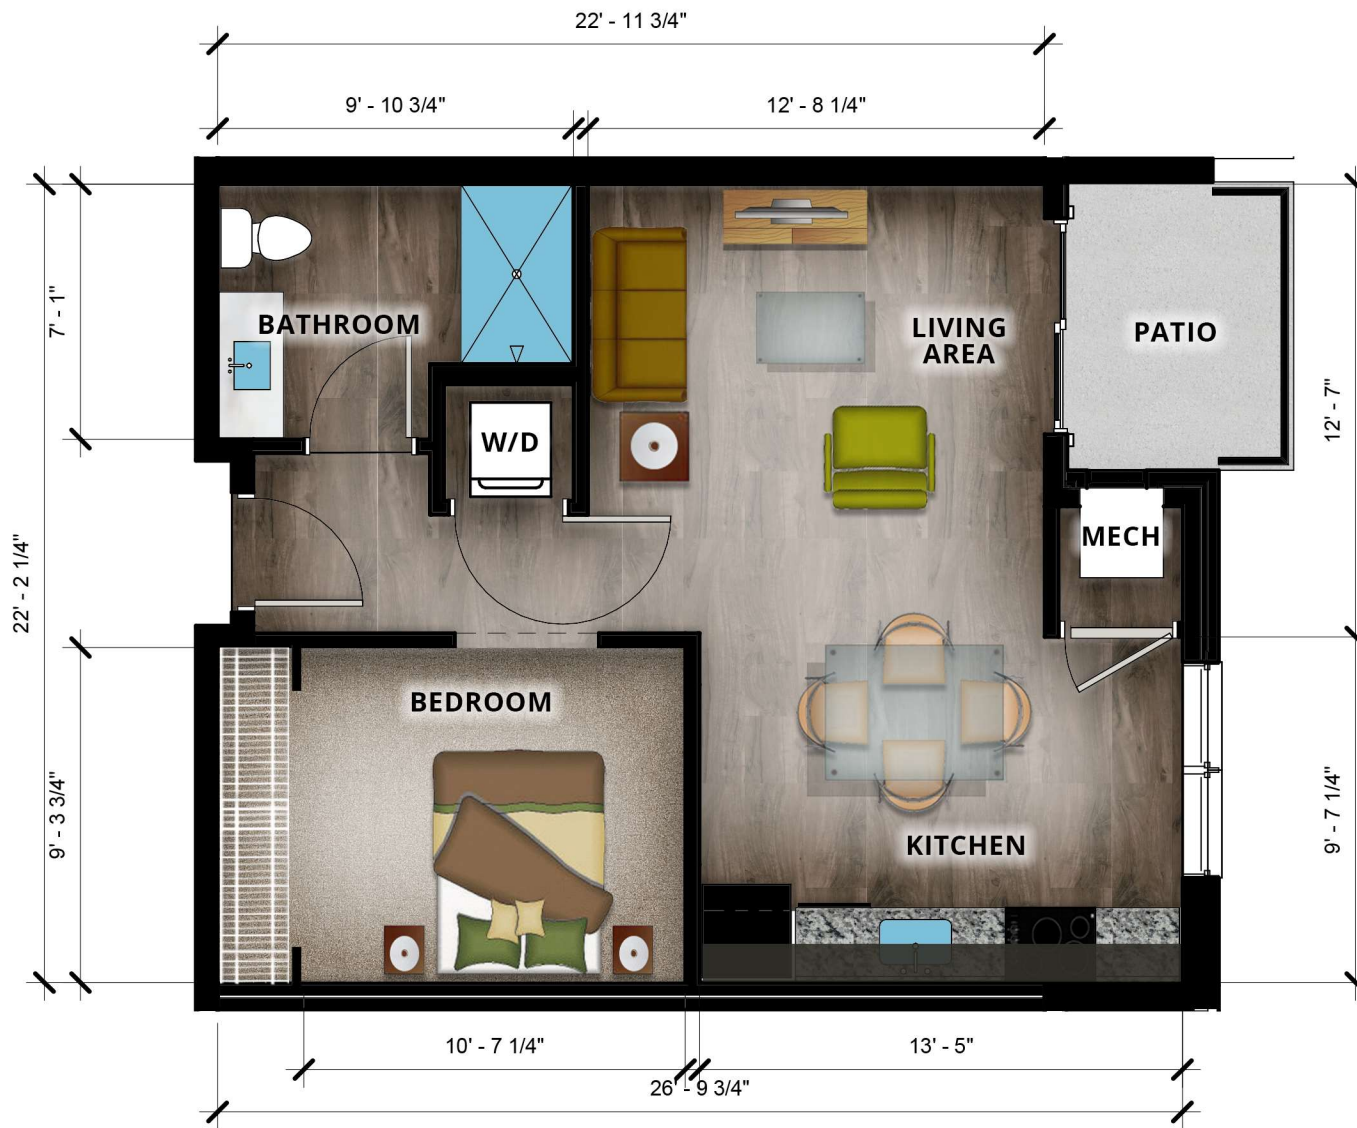 22' - 11 3/4"
9' - 10 3/4"
12' - 8 1/4"
7' - 1"
BATHROOM
LIVING
AREA
PATIO
12' - 7"
W/D
MECH
22' - 2 1/4"
BEDROOM
9' - 3 3/4"
KITCHEN
9' - 7 1/4"
10' - 7 1/4"
13' - 5"
26' - 9 3/4"